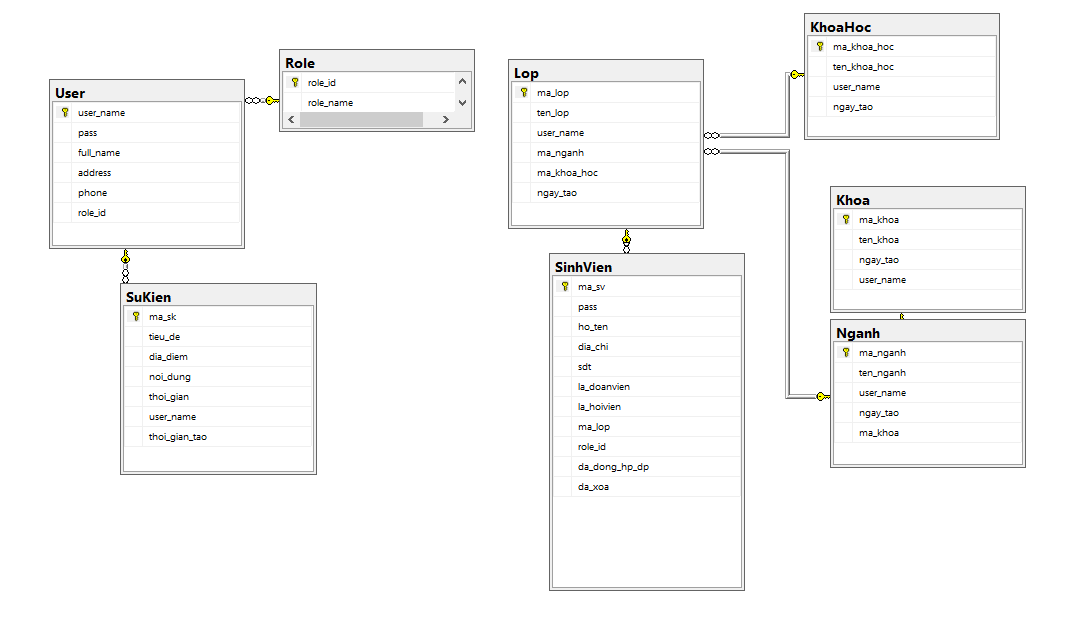 User
user_name
pass
full_name
address
phone
role_id
Role
role_id
role_name
SuKien
ma_sk
tieu_de
dia_diem
noi_dung
thoi_gian
user_name
thoi_gian_tao
Lop
ma_lop
ten_lop
user_name
ma_nganh
ma_khoa_hoc
ngay_tao
SinhVien
ma_sv
pass
ho_ten
dia_chi
sdt
la_doanvien
la_hoivien
ma_lop
role_id
da_dong_hp_dp
da_xoa
KhoaHoc
ma_khoa_hoc
ten_khoa_hoc
user_name
ngay_tao
Khoa
ma_khoa
ten_khoa
ngay_tao
user_name
Nganh
ma_nganh
ten_nganh
user_name
ngay_tao
ma_khoa